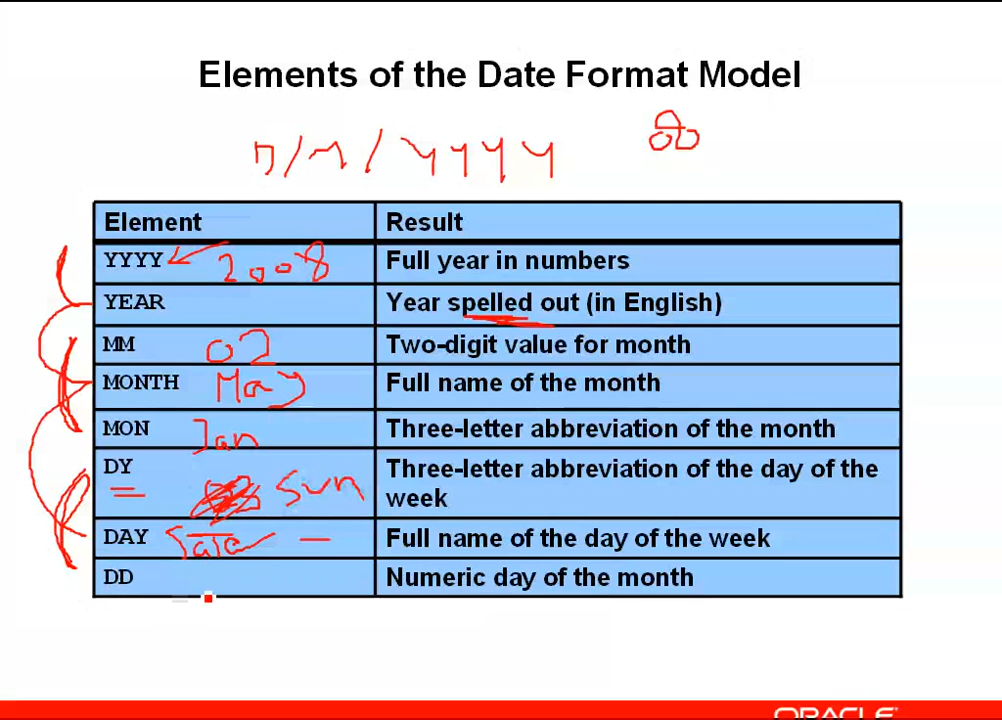 Elements of the Date Format Model
Element Result
YYYY 2008 Full year in numbers
YEAR Year spelled out (in English)
MM 02 Two-digit value for month
MONTH May Full name of the month
MON Jan Three-letter abbreviation of the month
DY Sun Three-letter abbreviation of the day of the
week
DAY Full name of the day of the week
DD Numeric day of the month
ORACLE